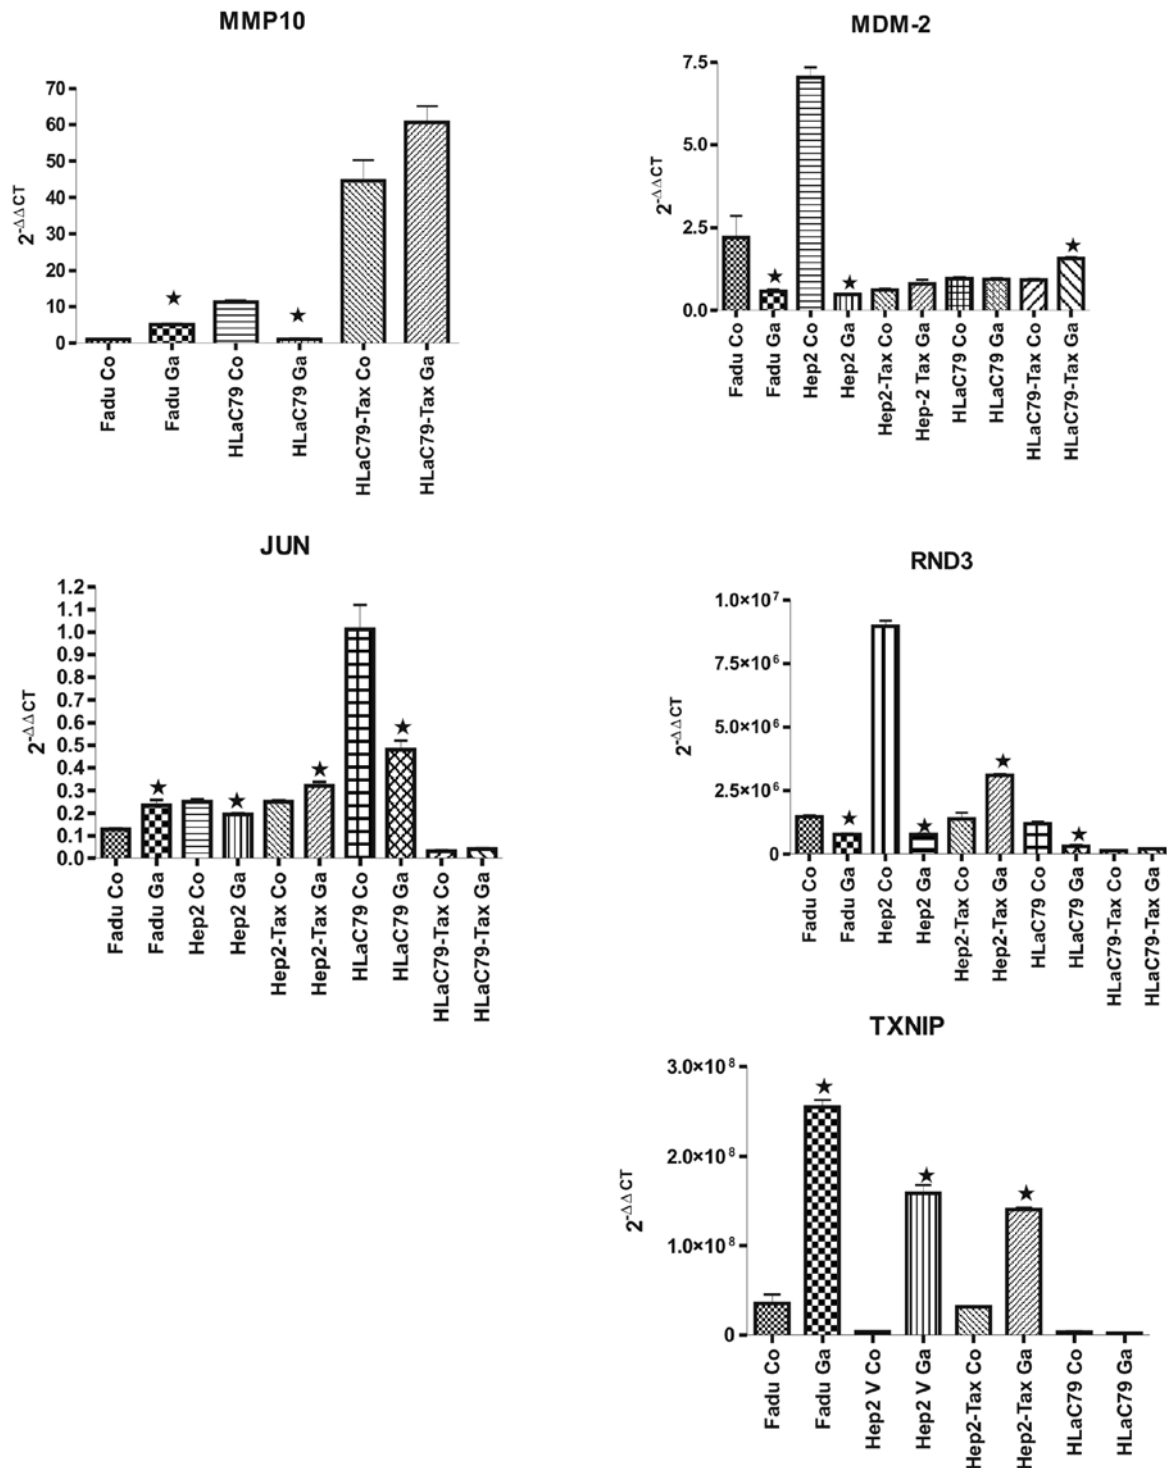 MMP10
2-ΔΔCT
70
60
50
40
30
20
10
0
★
★
Fadu Co
Fadu Ga
HLaC79 Co
HLaC79 Ga
HLaC79-Tax Co
HLaC79-Tax Ga
MDM-2
2-ΔΔCT
7.5
5.0
2.5
0.0
★
★
★
Fadu Co
Fadu Ga
Hep2 Co
Hep2 Ga
Hep2-Tax Co
Hep-2 Tax Ga
HLaC79 Co
HLaC79 Ga
HLaC79-Tax Co
HLaC79-Tax Ga
JUN
2-ΔΔCT
1.2
1.1
1.0
0.9
0.8
0.7
0.6
0.5
0.4
0.3
0.2
0.1
0.0
★
★
★
★
Fadu Co
Fadu Ga
Hep2 Co
Hep2 Ga
Hep2-Tax Co
Hep2-Tax Ga
HLaC79 Co
HLaC79 Ga
HLaC79-Tax Co
HLaC79-Tax Ga
RND3
2-ΔΔCT
1.0×10⁷
7.5×10⁶
5.0×10⁶
2.5×10⁶
0
★
★
★
★
Fadu Co
Fadu Ga
Hep2 Co
Hep2 Ga
Hep2-Tax Co
Hep2-Tax Ga
HLaC79 Co
HLaC79 Ga
HLaC79-Tax Co
HLaC79-Tax Ga
TXNIP
2-ΔΔCT
3.0×10⁸
2.0×10⁸
1.0×10⁸
0
★
★
★
Fadu Co
Fadu Ga
Hep2 V Co
Hep2 V Ga
Hep2-Tax Co
Hep2-Tax Ga
HLaC79 Co
HLaC79 Ga